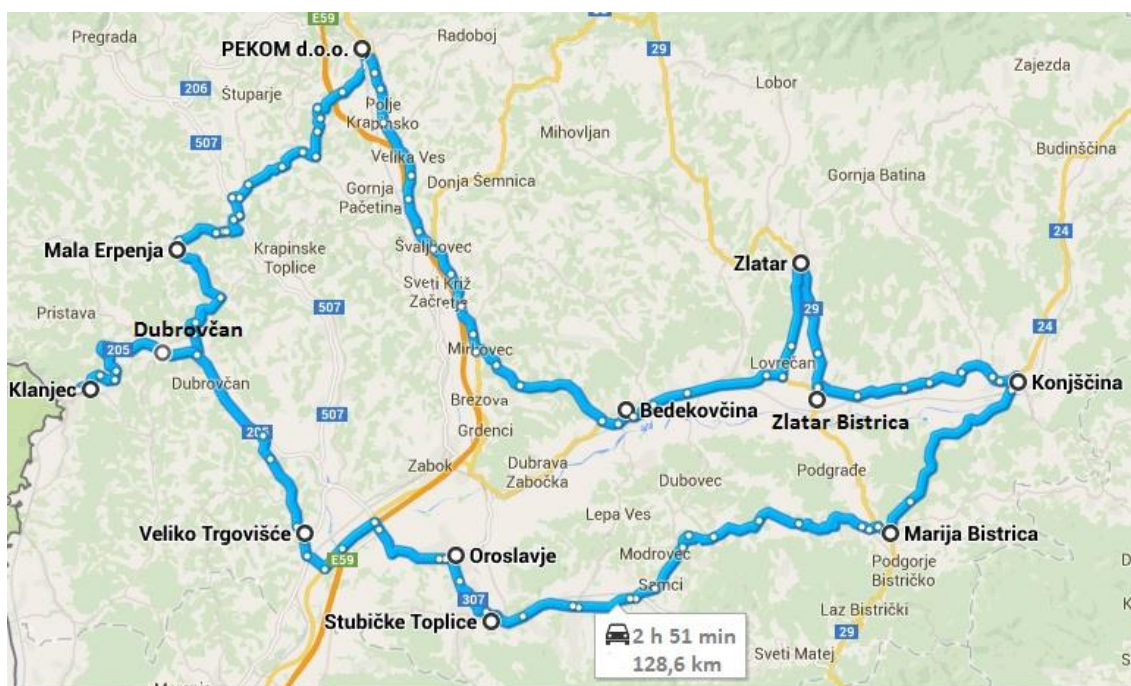 E59
29
Pregrada
PEKOM d.o.o.
Radoboj
Zajezda
Lobor
206
Štuparje
Polje
Krapinsko
Mihovljan
Budinščina
507
Velika Ves
Donja Šemnica
Gornja Batina
Gornja
Pačetina
24
Mala Erpenja
Krapinske
Toplice
Švaljkovec
Zlatar
Sveti Križ
Začretje
Pristava
507
29
24
Dubrovčan
205
Mirkovec
Lovrečan
Klanjec
Dubrovčan
Konjščina
Brezova
Bedekovčina
Zlatar Bistrica
507
205
Grdenci
Zabok
Dubrava
Zabočka
Podgrađe
Dubovec
Lepa Ves
Veliko Trgovišće
Marija Bistrica
Oroslavje
Modrovec
E59
Podgorje
Bistričko
307
Semci
Stubičke Toplice
Laz Bistrički
2 h 51 min
29
128,6 km
Sveti Matej